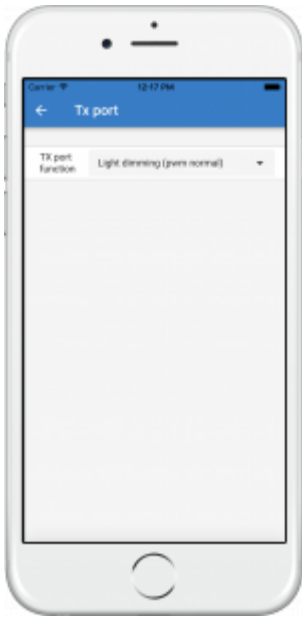 Carrier 12:17 PM
Tx port
TX port
function
Light dimming (pwm normal)